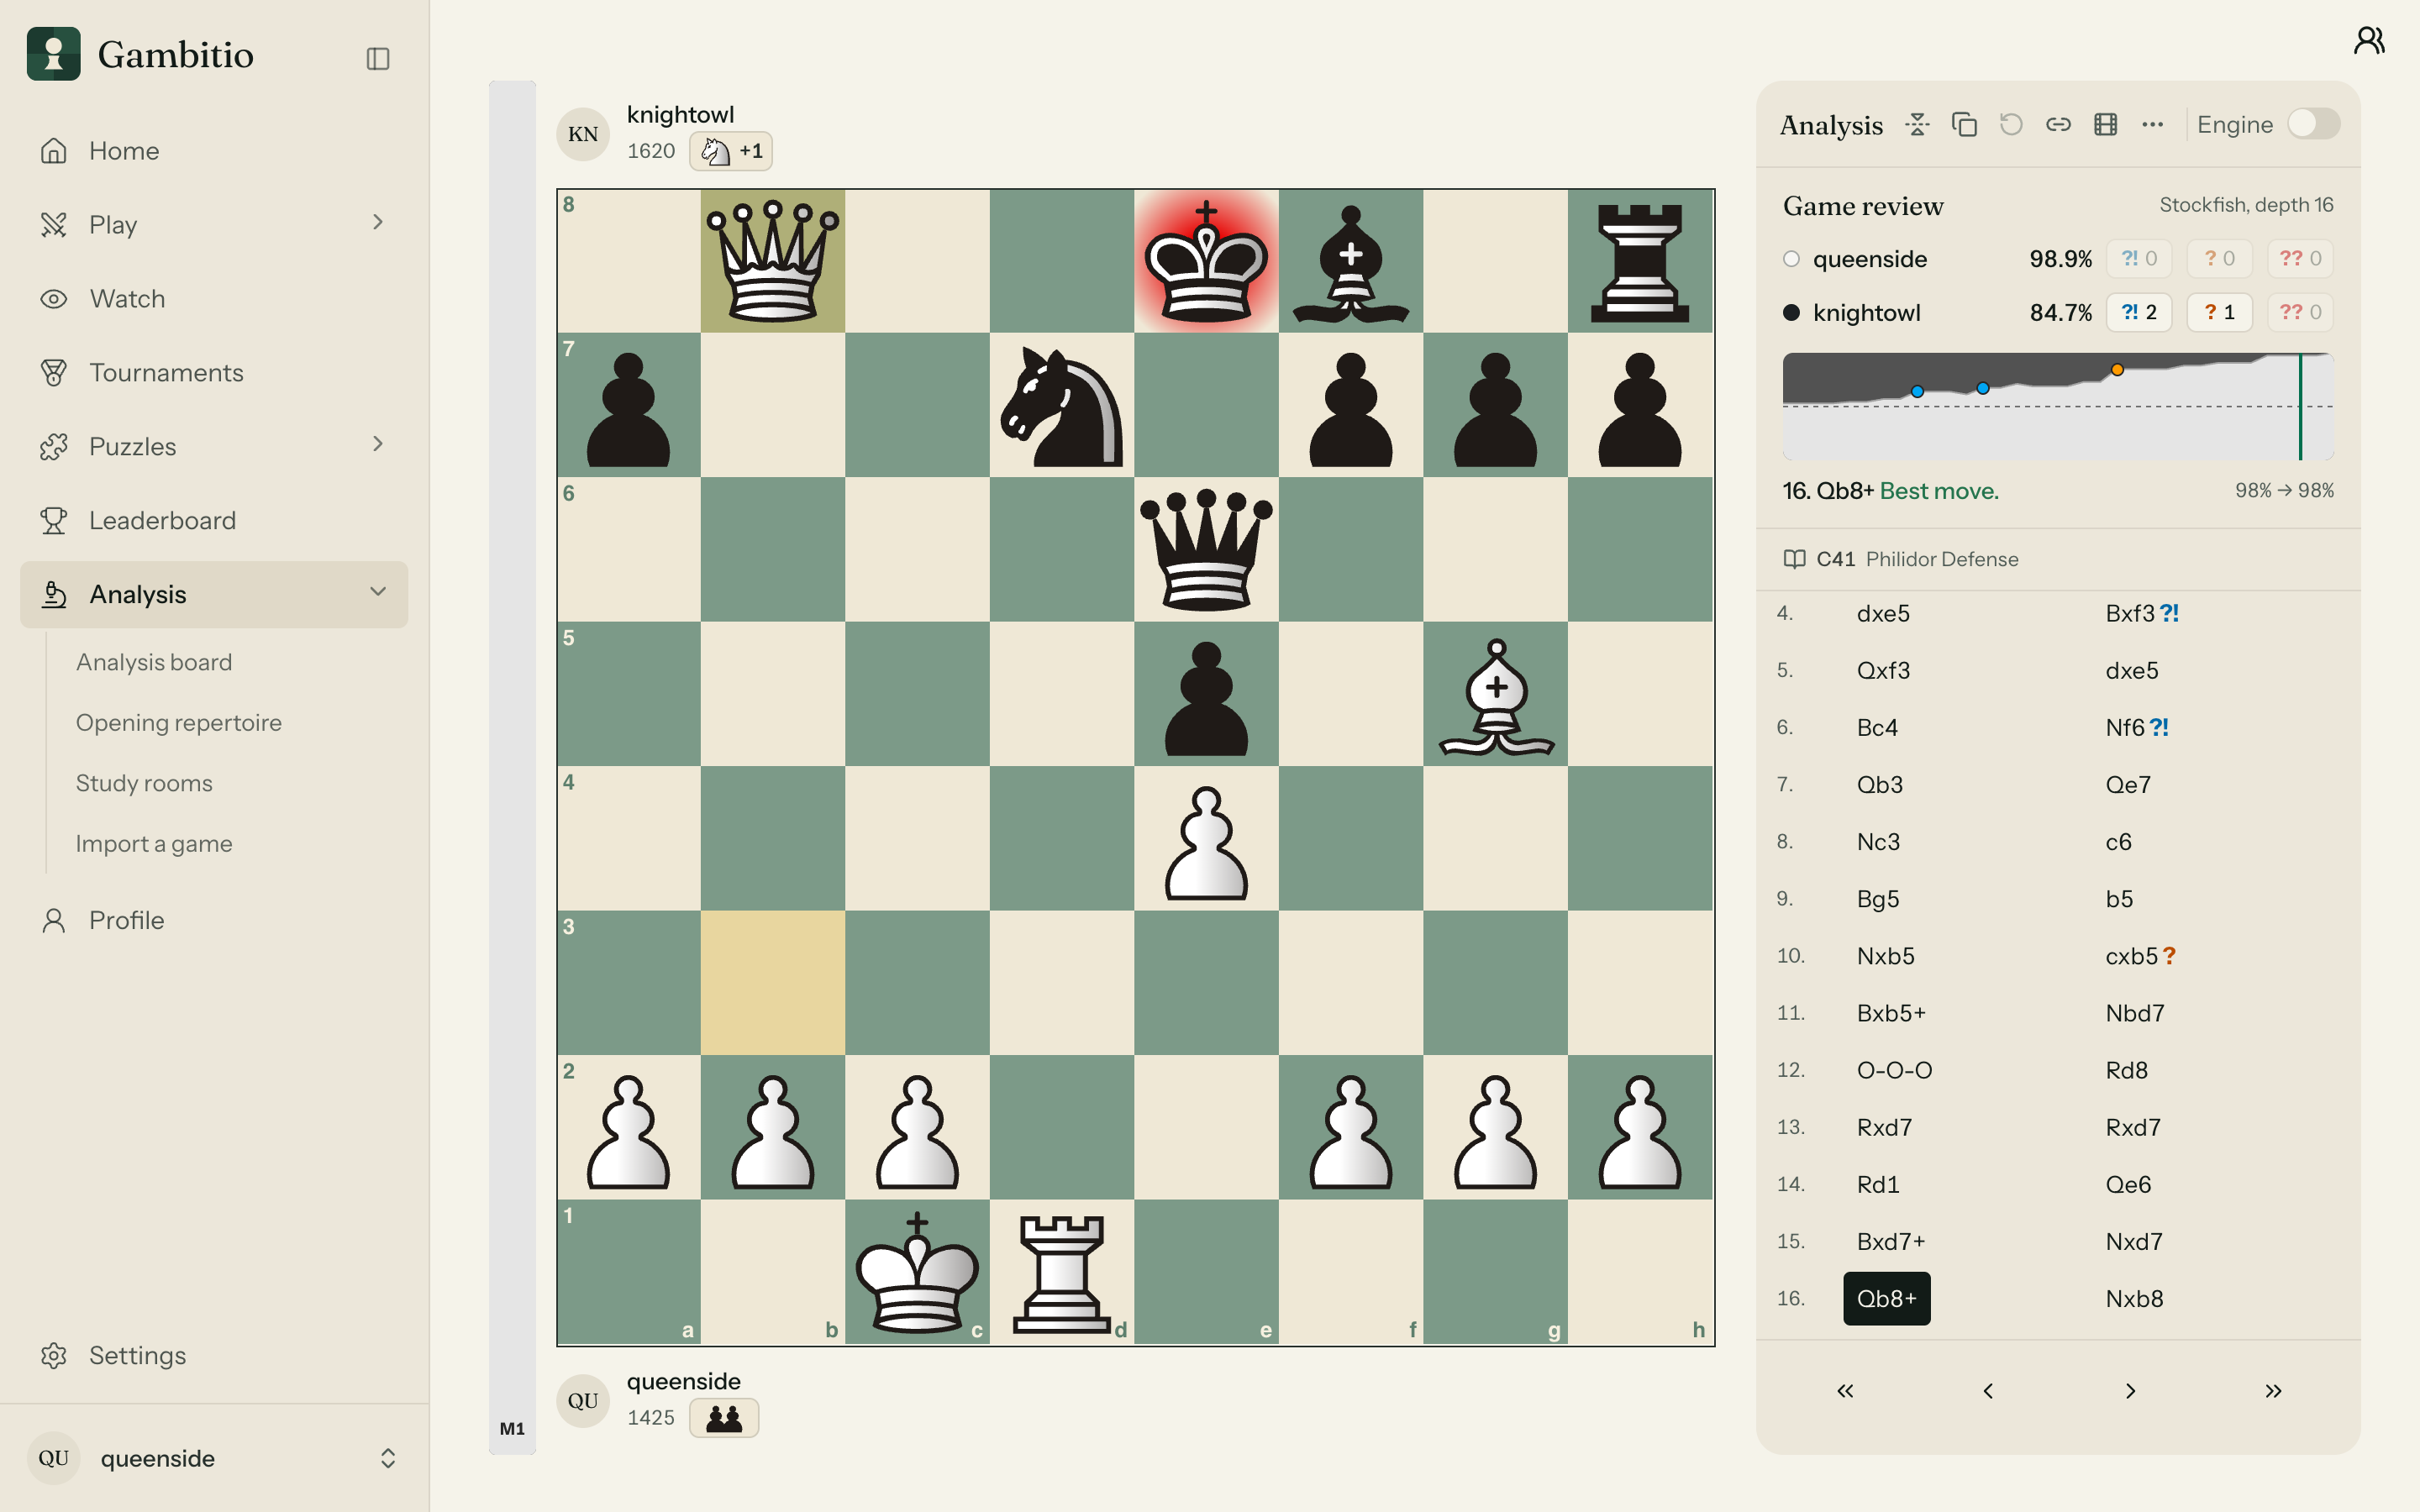 Gambitio
Home
Play
Watch
Tournaments
Puzzles
Leaderboard
Analysis
Analysis board
Opening repertoire
Study rooms
Import a game
Profile
Settings
QU queenside
KN knightowl
1620 +1
M1
8
7
6
5
4
3
2
1
a b c d e f g h
QU queenside
1425
Analysis Engine
Game review Stockfish, depth 16
queenside 98.9% ?! 0 ? 0 ?? 0
knightowl 84.7% ?! 2 ? 1 ?? 0
16. Qb8+ Best move. 98% → 98%
C41 Philidor Defense
4. dxe5 Bxf3 ?!
5. Qxf3 dxe5
6. Bc4 Nf6 ?!
7. Qb3 Qe7
8. Nc3 c6
9. Bg5 b5
10. Nxb5 cxb5 ?
11. Bxb5+ Nbd7
12. O-O-O Rd8
13. Rxd7 Rxd7
14. Rd1 Qe6
15. Bxd7+ Nxd7
16. Qb8+ Nxb8